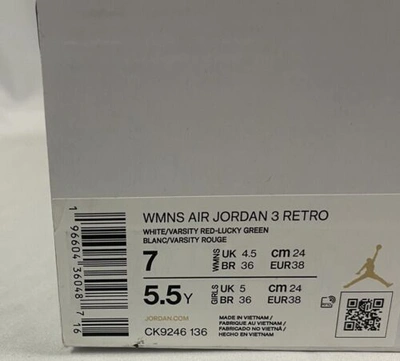 WMNS AIR JORDAN 3 RETRO
WHITE/VARSITY RED-LUCKY GREEN
BLANC/VARSITY ROUGE
7 WMNS UK 4.5 cm 24
BR 36 EUR38
5.5Y GIRLS UK 5 cm 24
BR 36 EUR38
JORDAN.COM
CK9246 136
MADE IN VIETNAM /
FABRIQUE AU VIETNAM /
FABRICADO NO VIETNÃ /
HECHO EN VIETNAM
1 96604 36048 7 16